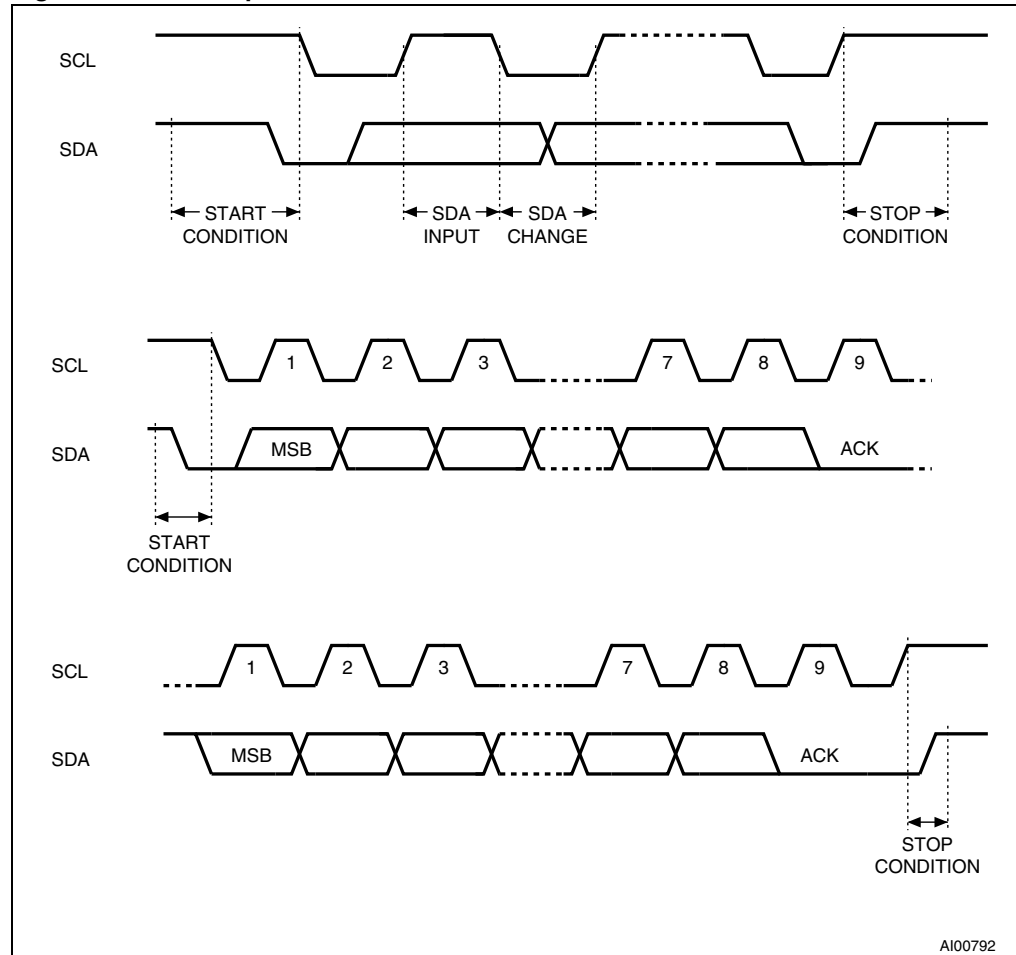 SCL
SDA
START CONDITION
SDA INPUT
SDA CHANGE
STOP CONDITION
SCL
1 2 3 7 8 9
SDA
MSB ACK
START CONDITION
SCL
1 2 3 7 8 9
SDA
MSB ACK
STOP CONDITION
AI00792